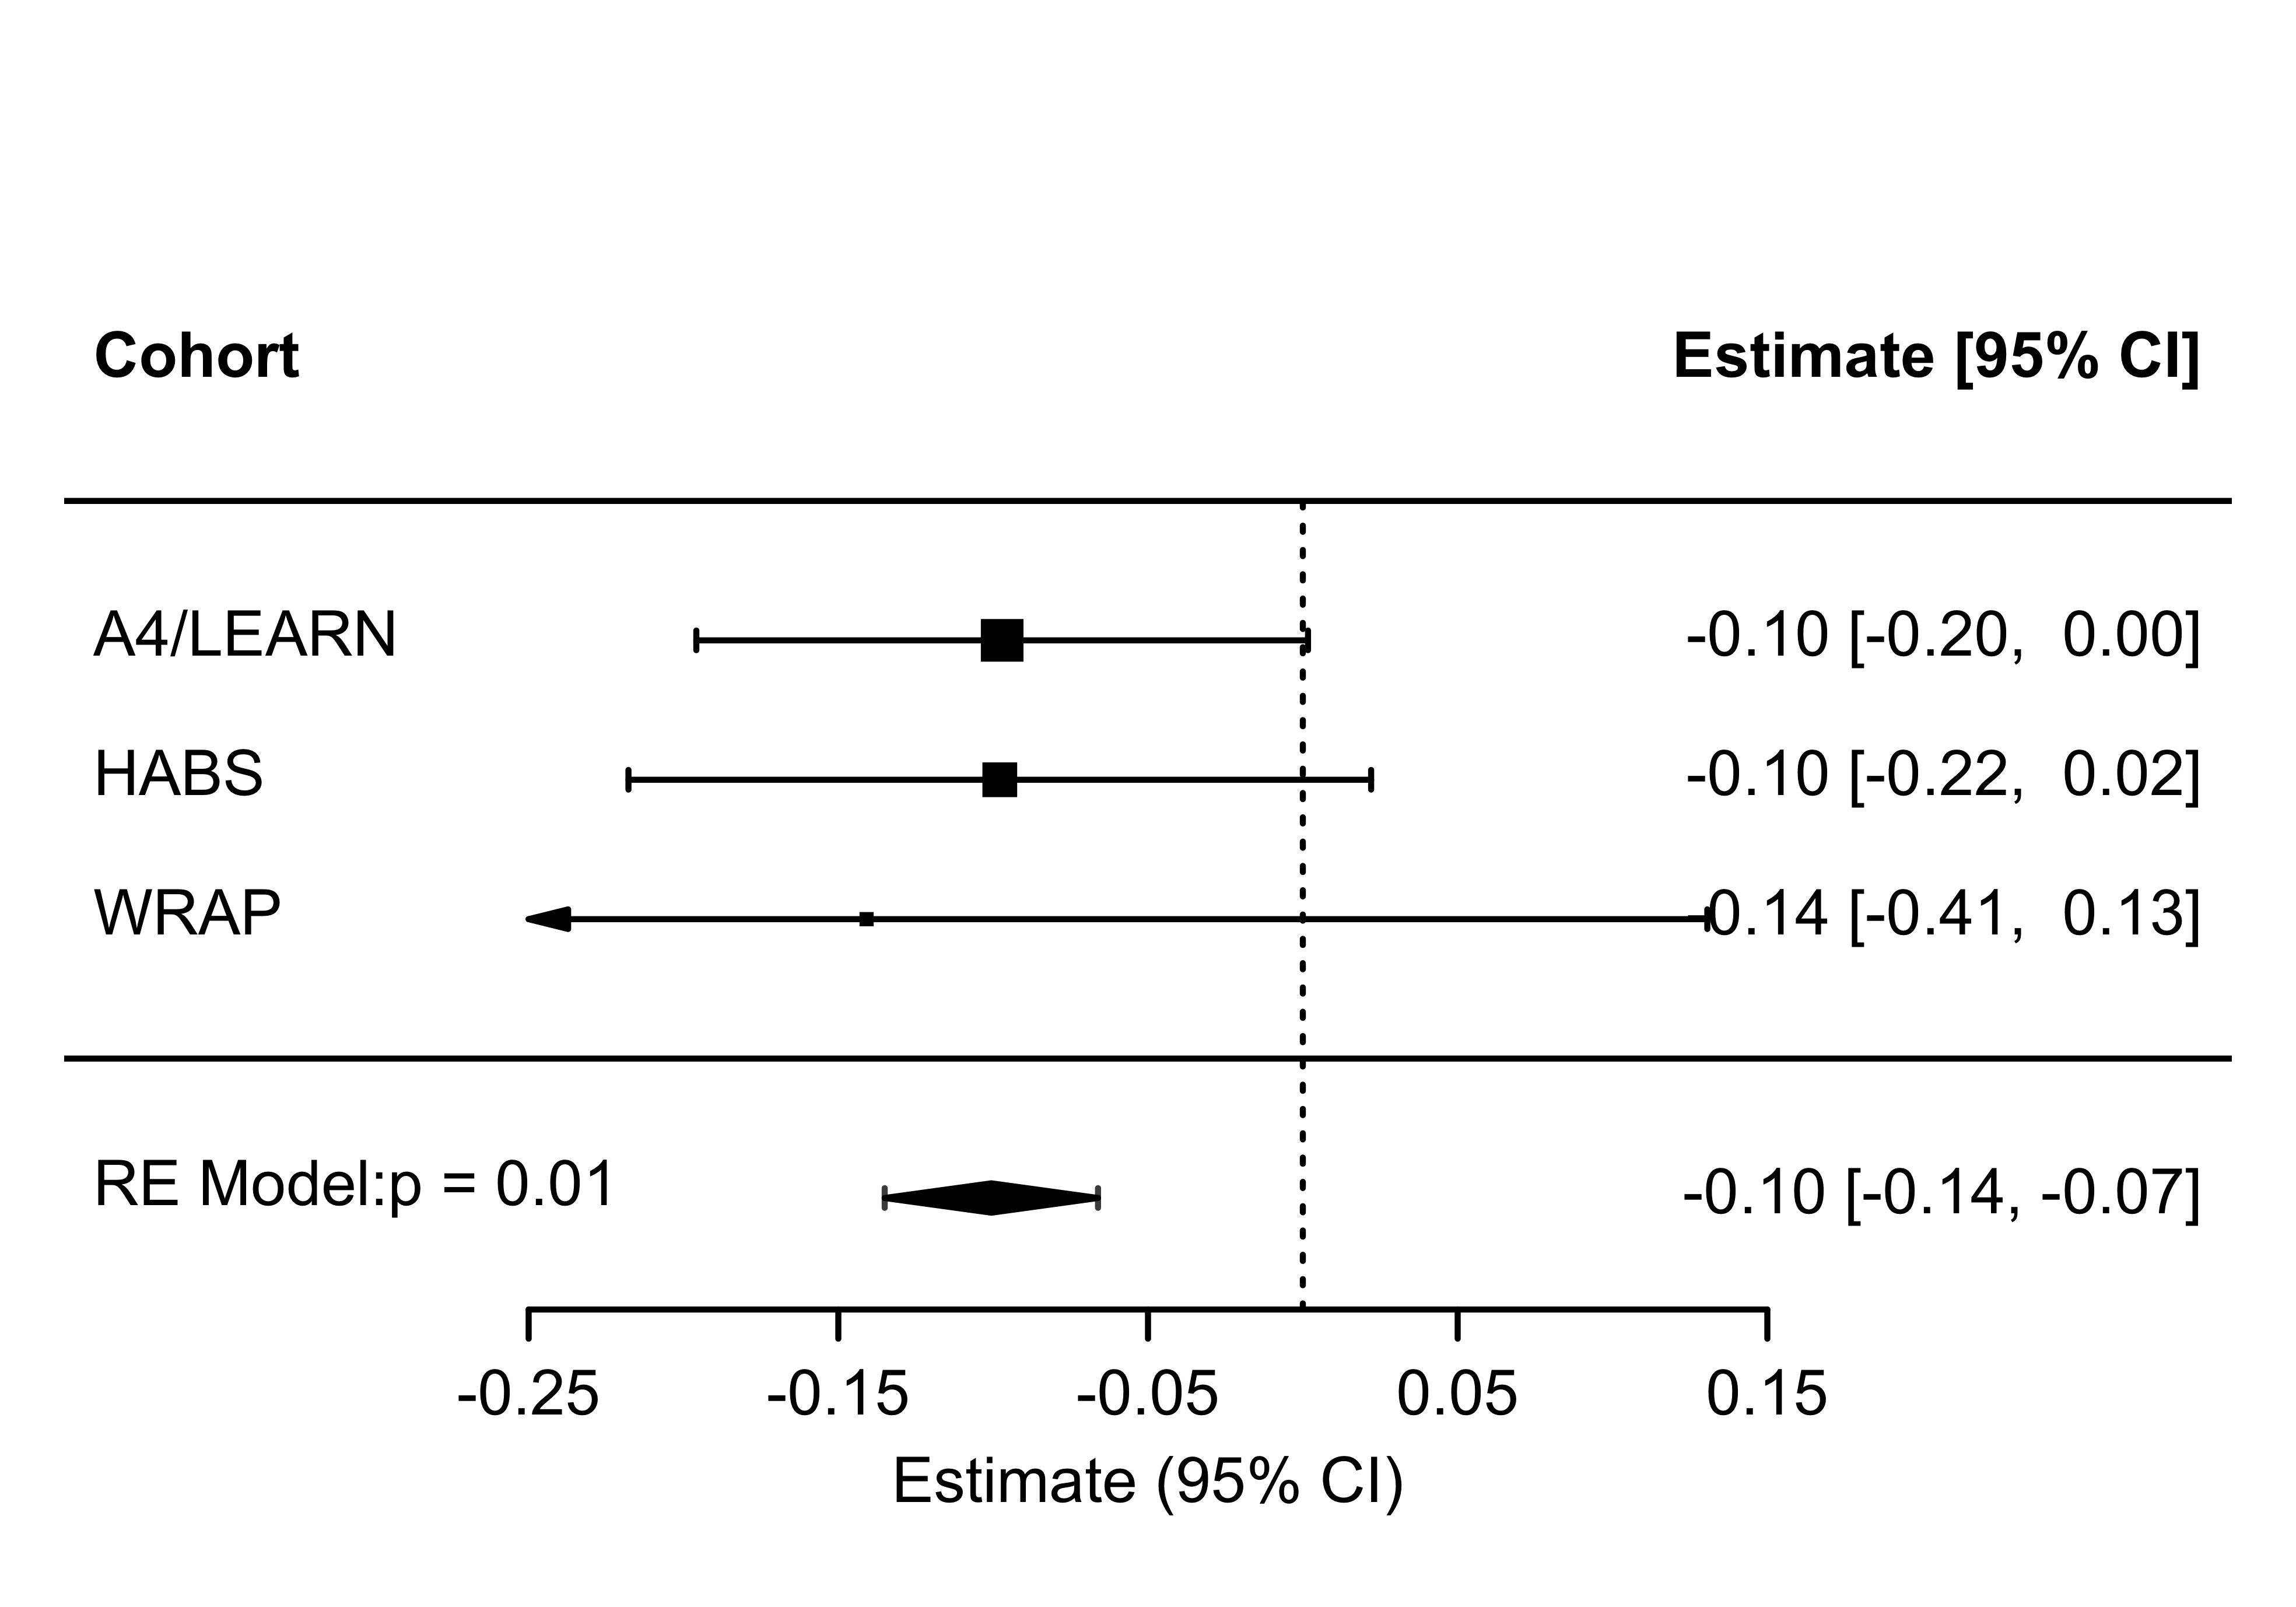 Cohort Estimate [95% CI]
A4/LEARN -0.10 [-0.20, 0.00]
HABS -0.10 [-0.22, 0.02]
WRAP -0.14 [-0.41, 0.13]
RE Model:p = 0.01 -0.10 [-0.14, -0.07]
-0.25 -0.15 -0.05 0.05 0.15
Estimate (95% CI)